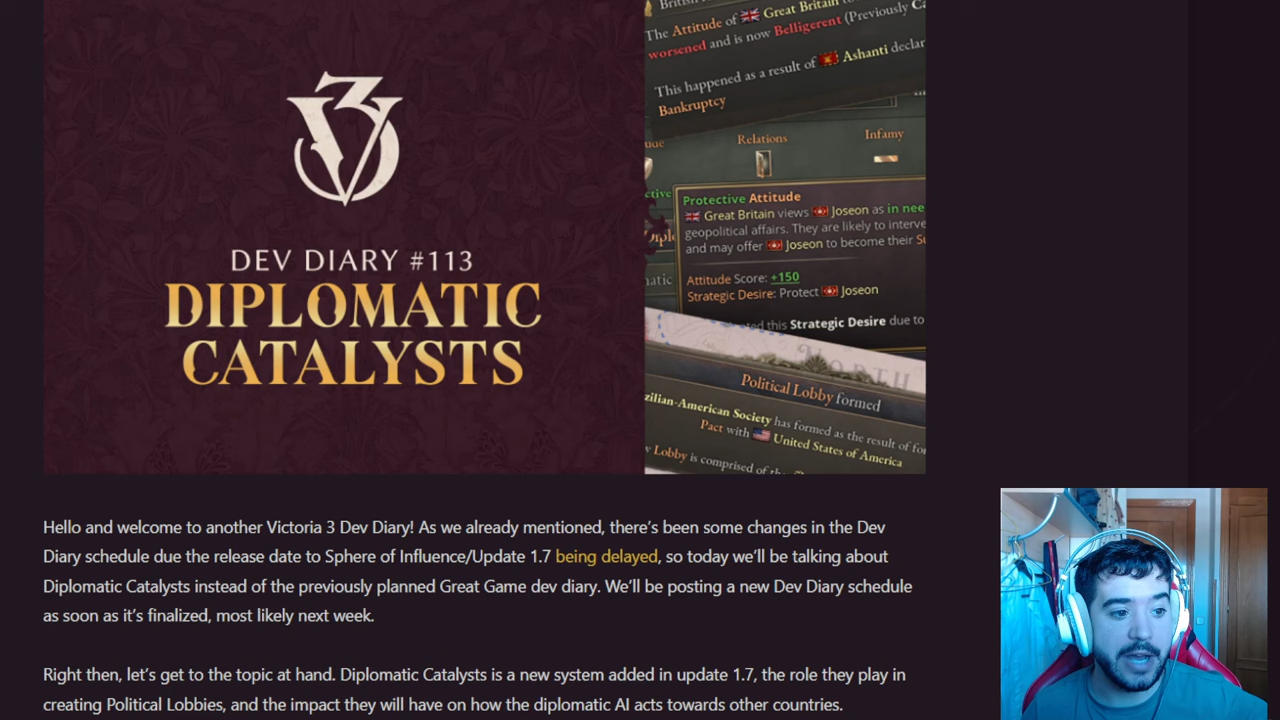 British
The Attitude of Great Britain
worsened and is now Belligerent (Previously
This happened as a result of Ashanti declar
Bankruptcy
Relations
Infamy
Protective Attitude
Great Britain views Joseon as in nee
geopolitical affairs. They are likely to interve
and may offer Joseon to become their
Attitude Score: +150
Strategic Desire: Protect Joseon
this Strategic Desire due to
Political Lobby formed
zilian-American Society has formed as the result of for
Pact with United States of America
Lobby is comprised of the
V3
DEV DIARY #113
DIPLOMATIC
CATALYSTS
Hello and welcome to another Victoria 3 Dev Diary! As we already mentioned, there's been some changes in the Dev
Diary schedule due the release date to Sphere of Influence/Update 1.7 being delayed, so today we'll be talking about
Diplomatic Catalysts instead of the previously planned Great Game dev diary. We'll be posting a new Dev Diary schedule
as soon as it's finalized, most likely next week.
Right then, let's get to the topic at hand. Diplomatic Catalysts is a new system added in update 1.7, the role they play in
creating Political Lobbies, and the impact they will have on how the diplomatic AI acts towards other countries.